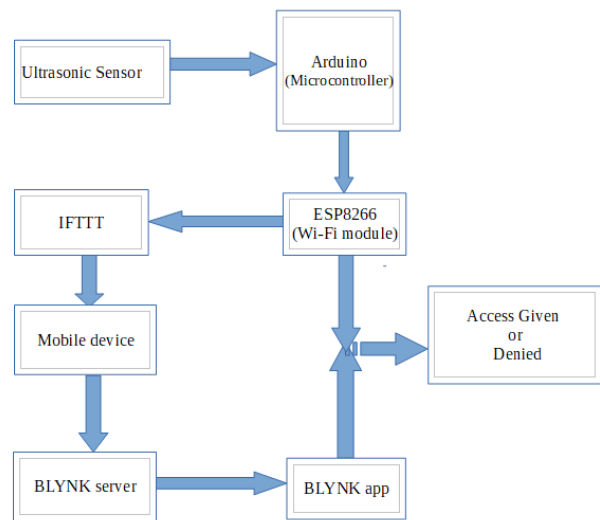 Ultrasonic Sensor
Arduino
(Microcontroller)
IFTTT
ESP8266
(Wi-Fi module)
Mobile device
Access Given
or
Denied
BLYNK server
BLYNK app